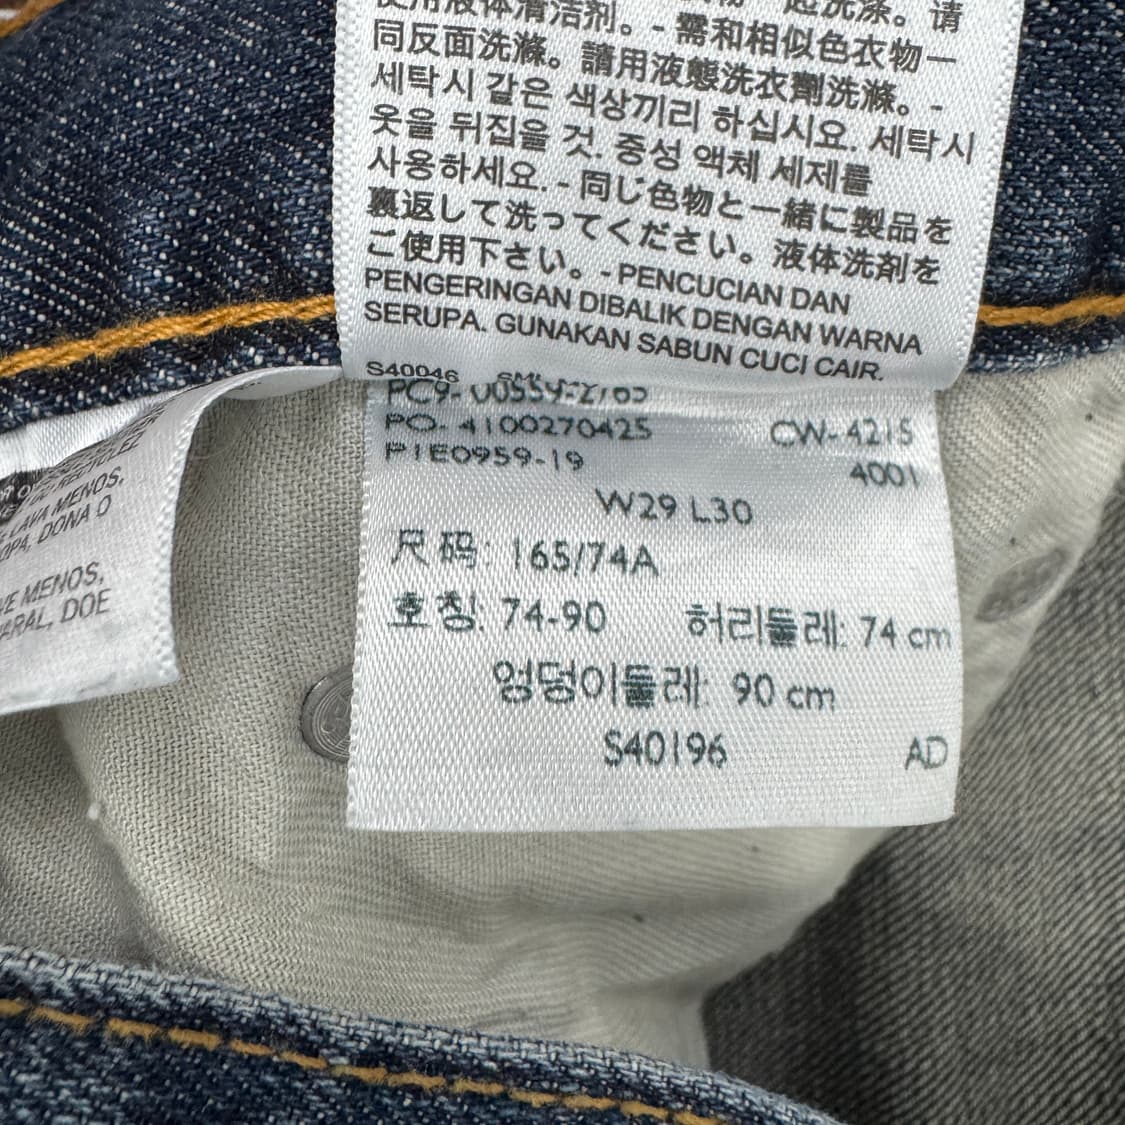 使用液体清洁剂。- 需和相似色衣物一
同反面洗滌。請用液態洗衣劑洗滌。-
세탁시 같은 색상끼리 하십시요. 세탁시
옷을 뒤집을 것. 중성 액체 세제를
사용하세요. - 同じ色物と一緒に製品を
裏返して洗ってください。液体洗剤を
ご使用下さい。- PENCUCIAN DAN
PENGERINGAN DIBALIK DENGAN WARNA
SERUPA. GUNAKAN SABUN CUCI CAIR.
S40046
PC9- 00559-2765
PO- 4100270425 CW- 4215
P1E0959-19 4001
W29 L30
尺 码: 165/74A
호 칭: 74-90 허리둘레: 74 cm
엉덩이둘레: 90 cm
S40196 AD
LAVA MENOS,
DONA O
MENOS,
DOE